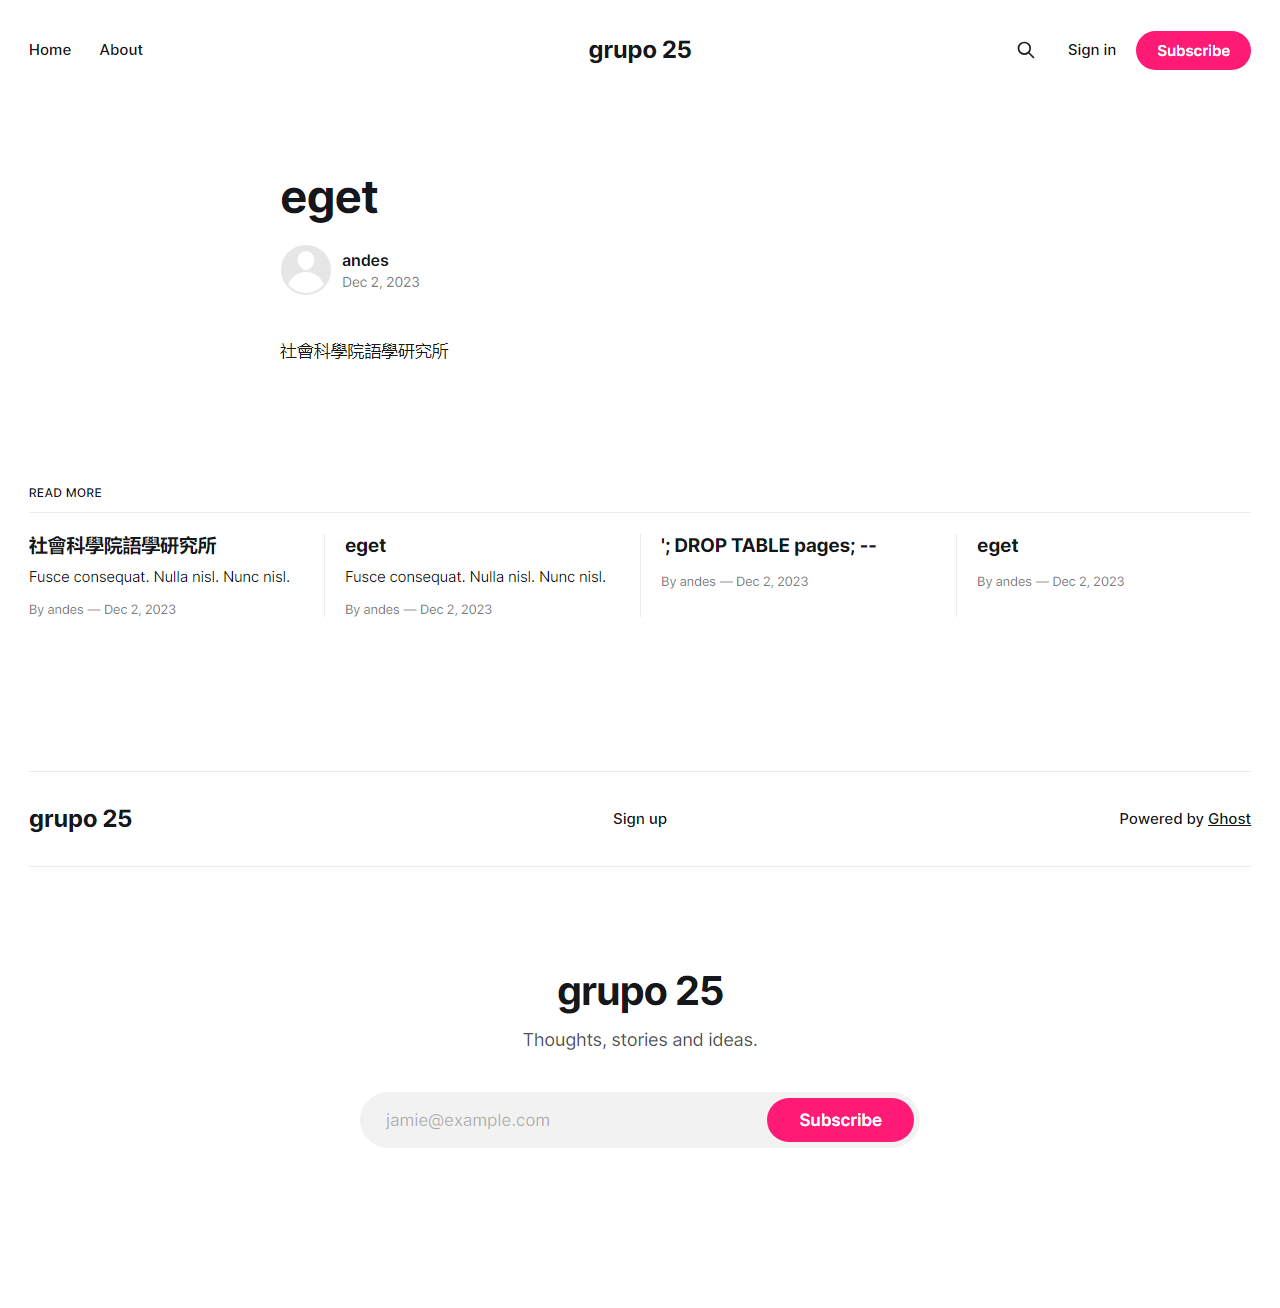 Home About grupo 25 Sign in Subscribe
eget
andes
Dec 2, 2023
社會科學院語學研究所
READ MORE
社會科學院語學研究所
Fusce consequat. Nulla nisl. Nunc nisl.
By andes — Dec 2, 2023
eget
Fusce consequat. Nulla nisl. Nunc nisl.
By andes — Dec 2, 2023
'; DROP TABLE pages; --
By andes — Dec 2, 2023
eget
By andes — Dec 2, 2023
grupo 25 Sign up Powered by Ghost
grupo 25
Thoughts, stories and ideas.
jamie@example.com Subscribe